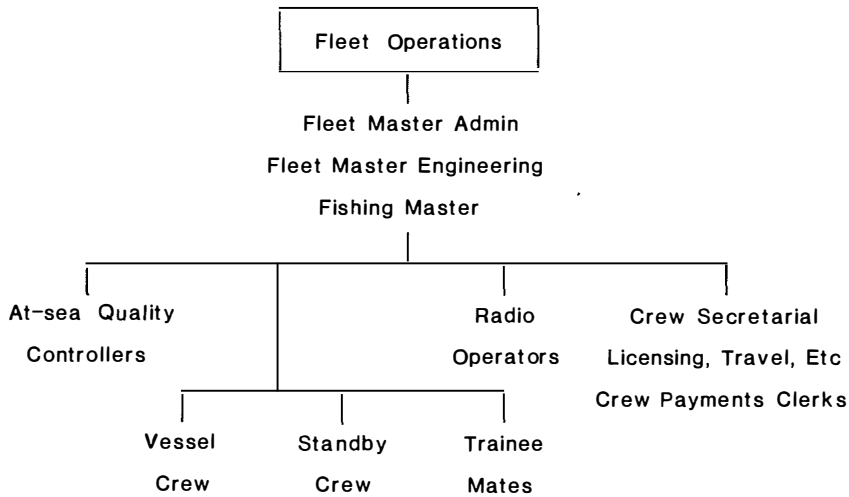 Fleet Operations
Fleet Master Admin
Fleet Master Engineering
Fishing Master
At-sea Quality
Controllers
Radio
Operators
Crew Secretarial
Licensing, Travel, Etc
Crew Payments Clerks
Vessel
Crew
Standby
Crew
Trainee
Mates